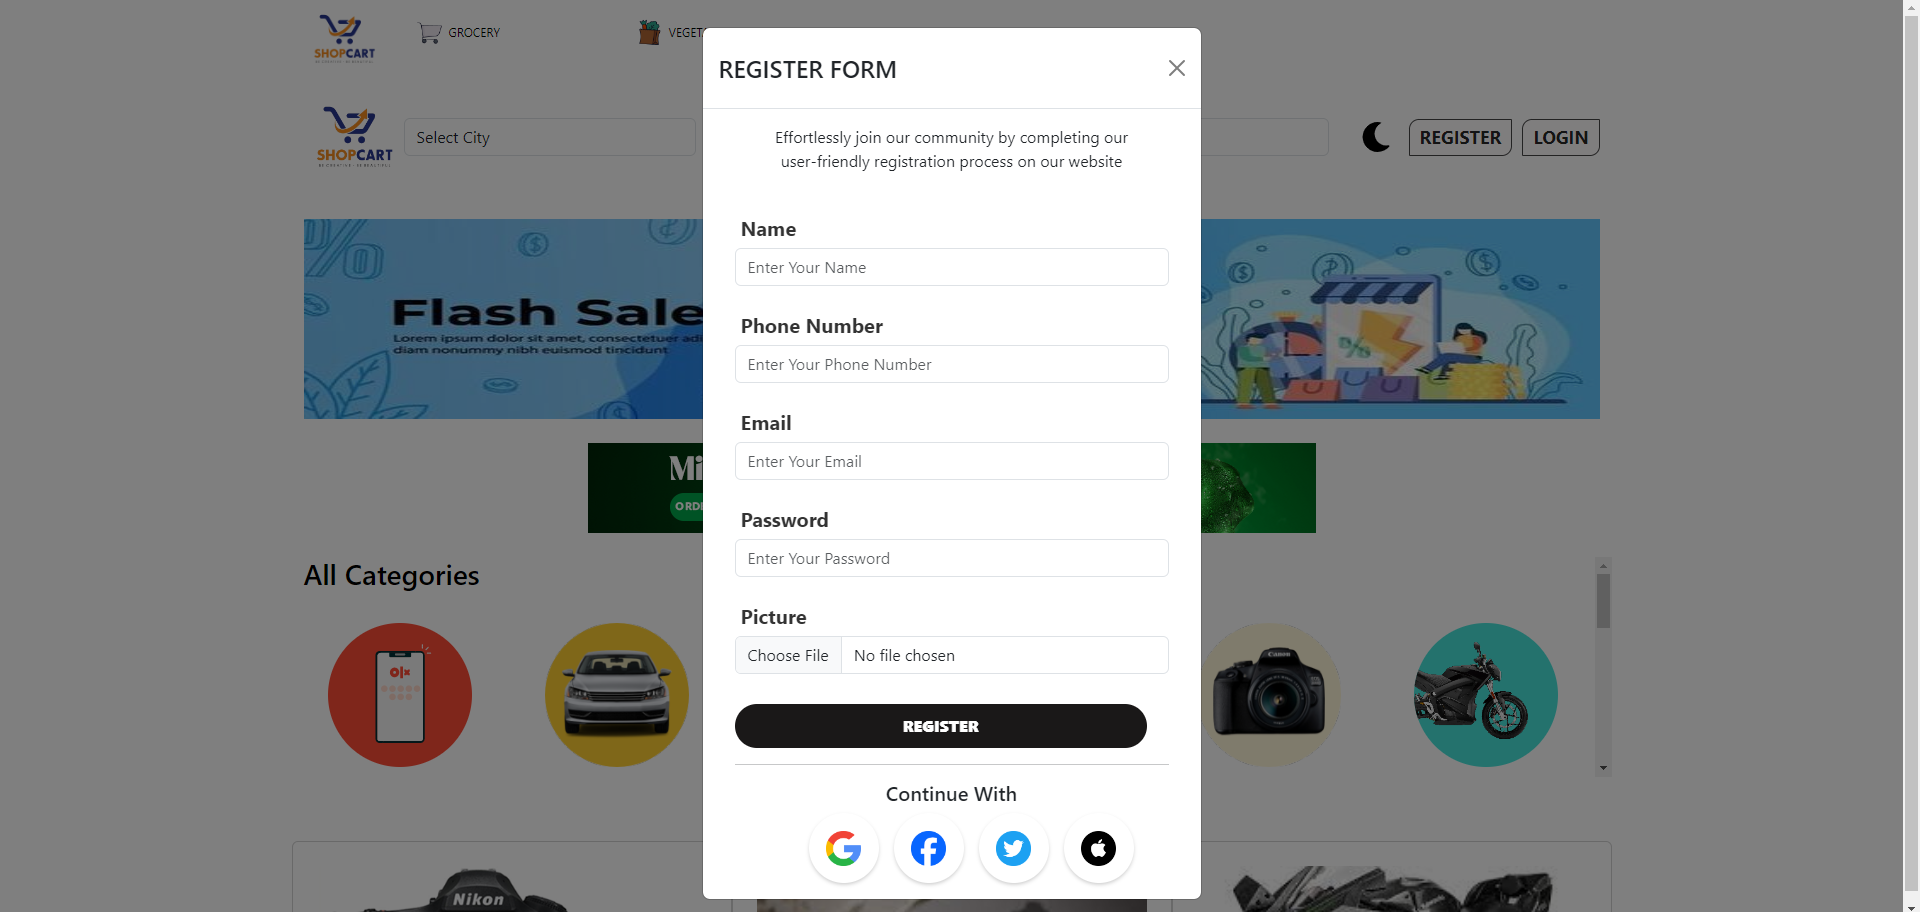 SHOPCART
GROCERY
REGISTER FORM
SHOPCART
Select City
Effortlessly join our community by completing our
user-friendly registration process on our website
REGISTER
LOGIN
Flash Sale
Lorem ipsum dolor sit amet, consectetuer adi
diam nonummy nibh euismod tincidunt
Name
Enter Your Name
Phone Number
Enter Your Phone Number
Email
Enter Your Email
Password
Enter Your Password
Picture
Choose File
No file chosen
REGISTER
Continue With
All Categories
olx
Canon
Nikon